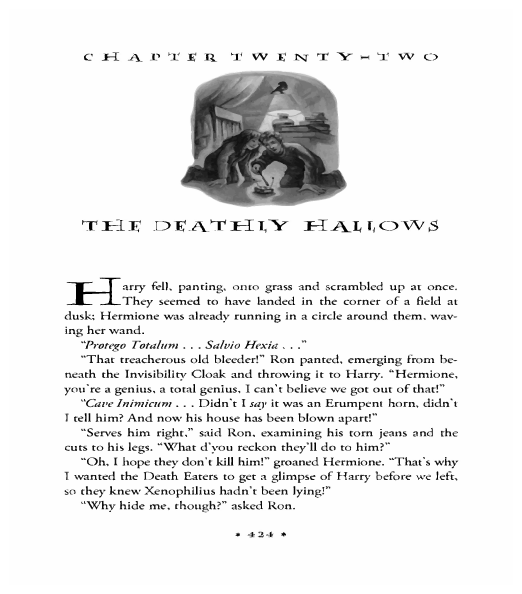 CHAPTER TWENTY-TWO
THE DEATHLY HALLOWS
Harry fell, panting, onto grass and scrambled up at once.
They seemed to have landed in the corner of a field at
dusk; Hermione was already running in a circle around them, wav-
ing her wand.
"Protego Totalum . . . Salvio Hexia . . ."
"That treacherous old bleeder!" Ron panted, emerging from be-
neath the Invisibility Cloak and throwing it to Harry. "Hermione,
you're a genius, a total genius, I can't believe we got out of that!"
"Cave Inimicum . . . Didn't I say it was an Erumpent horn, didn't
I tell him? And now his house has been blown apart!"
"Serves him right," said Ron, examining his torn jeans and the
cuts to his legs. "What d'you reckon they'll do to him?"
"Oh, I hope they don't kill him!" groaned Hermione. "That's why
I wanted the Death Eaters to get a glimpse of Harry before we left,
so they knew Xenophilius hadn't been lying!"
"Why hide me, though?" asked Ron.
* 424 *